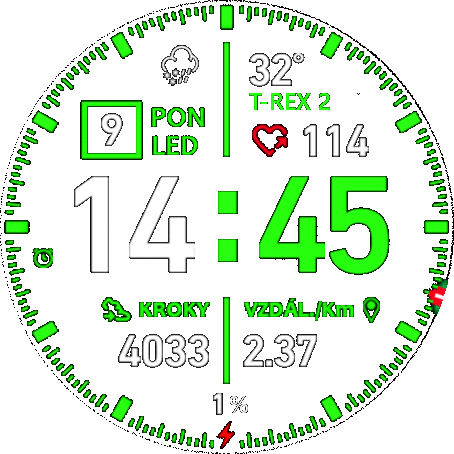 32°
T-REX 2
9
PON
LED
114
14:45
KROKY
VZDÁL./Km
4033
2.37
1%